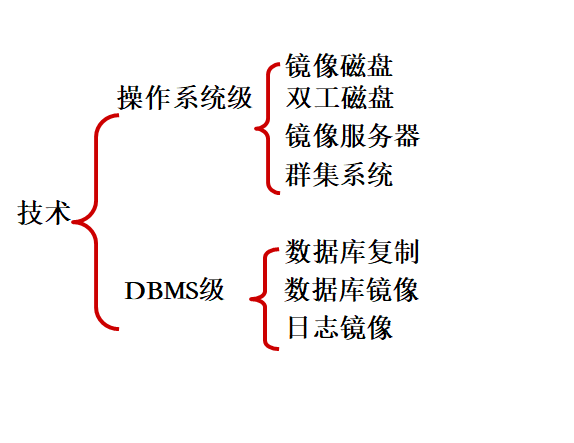 技术
操作系统级
镜像磁盘
双工磁盘
镜像服务器
群集系统
DBMS级
数据库复制
数据库镜像
日志镜像